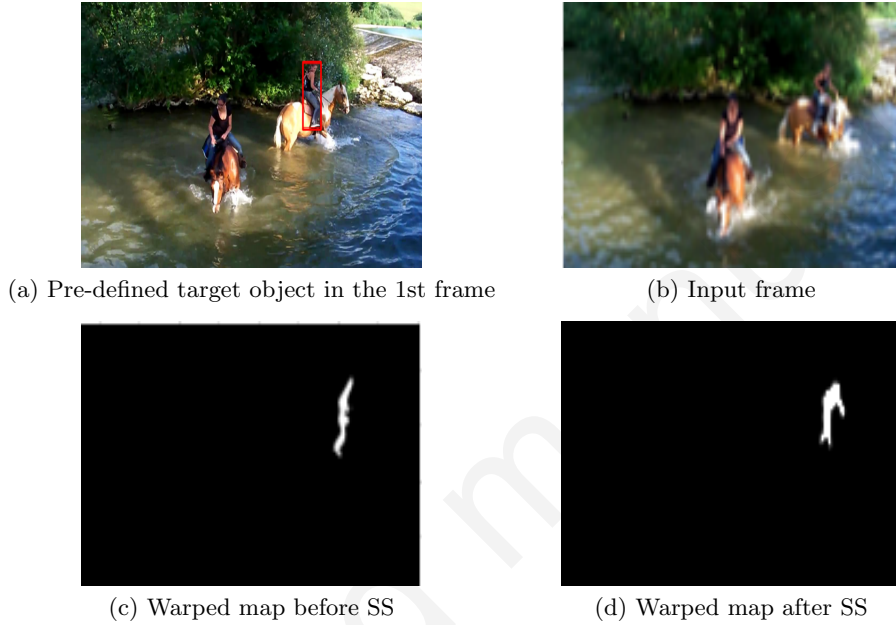 (a) Pre-defined target object in the 1st frame
(b) Input frame
(c) Warped map before SS
(d) Warped map after SS